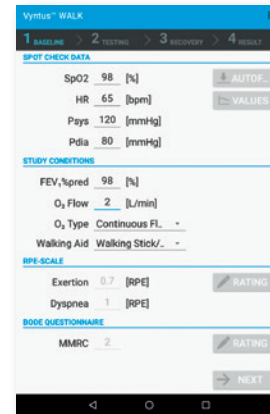 Vyntus™ WALK
1 BASELINE > 2 TESTING > 3 RECOVERY > 4 RESULT
SPOT CHECK DATA
SpO2 98 [%] AUTOF...
HR 65 [bpm] VALUES
Psys 120 [mmHg]
Pdia 80 [mmHg]
STUDY CONDITIONS
FEV₁%pred 98 [%]
O₂ Flow 2 [L/min]
O₂ Type Continuous Fl..
Walking Aid Walking Stick/..
RPE-SCALE
Exertion 0.7 [RPE] RATING
Dyspnea 1 [RPE]
BODE QUESTIONNAIRE
MMRC 2 RATING
NEXT